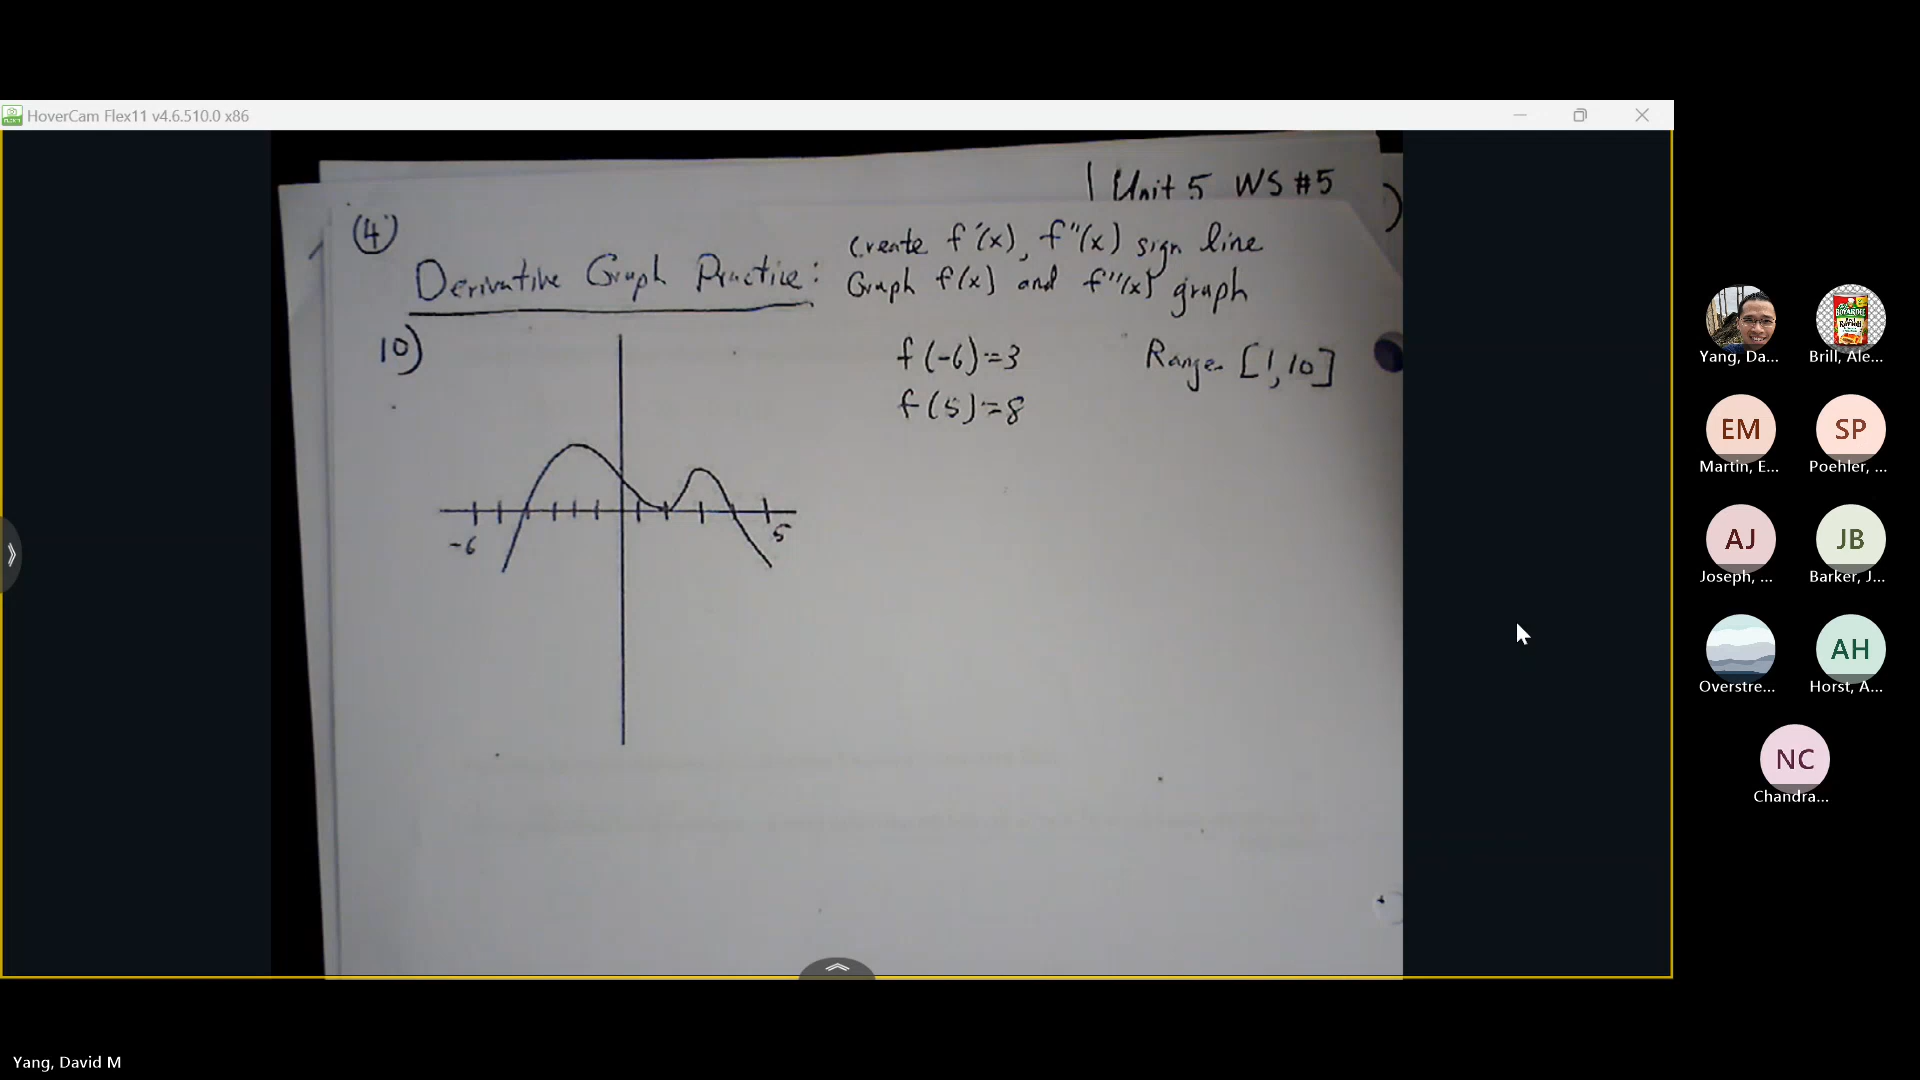 HoverCam Flex11 v4.6.510.0 x86
Unit 5 WS #5
(4)
Derivative Graph Practice:
Create f'(x), f"(x) sign line
Graph f(x) and f"(x) graph
10)
f(-6)=3
f(5)=8
Range [1,10]
-6
5
Yang, Da...
Brill, Ale...
EM
Martin, E...
SP
Poehler, ...
AJ
Joseph, ...
JB
Barker, J...
Overstre...
AH
Horst, A...
NC
Chandra...
Yang, David M